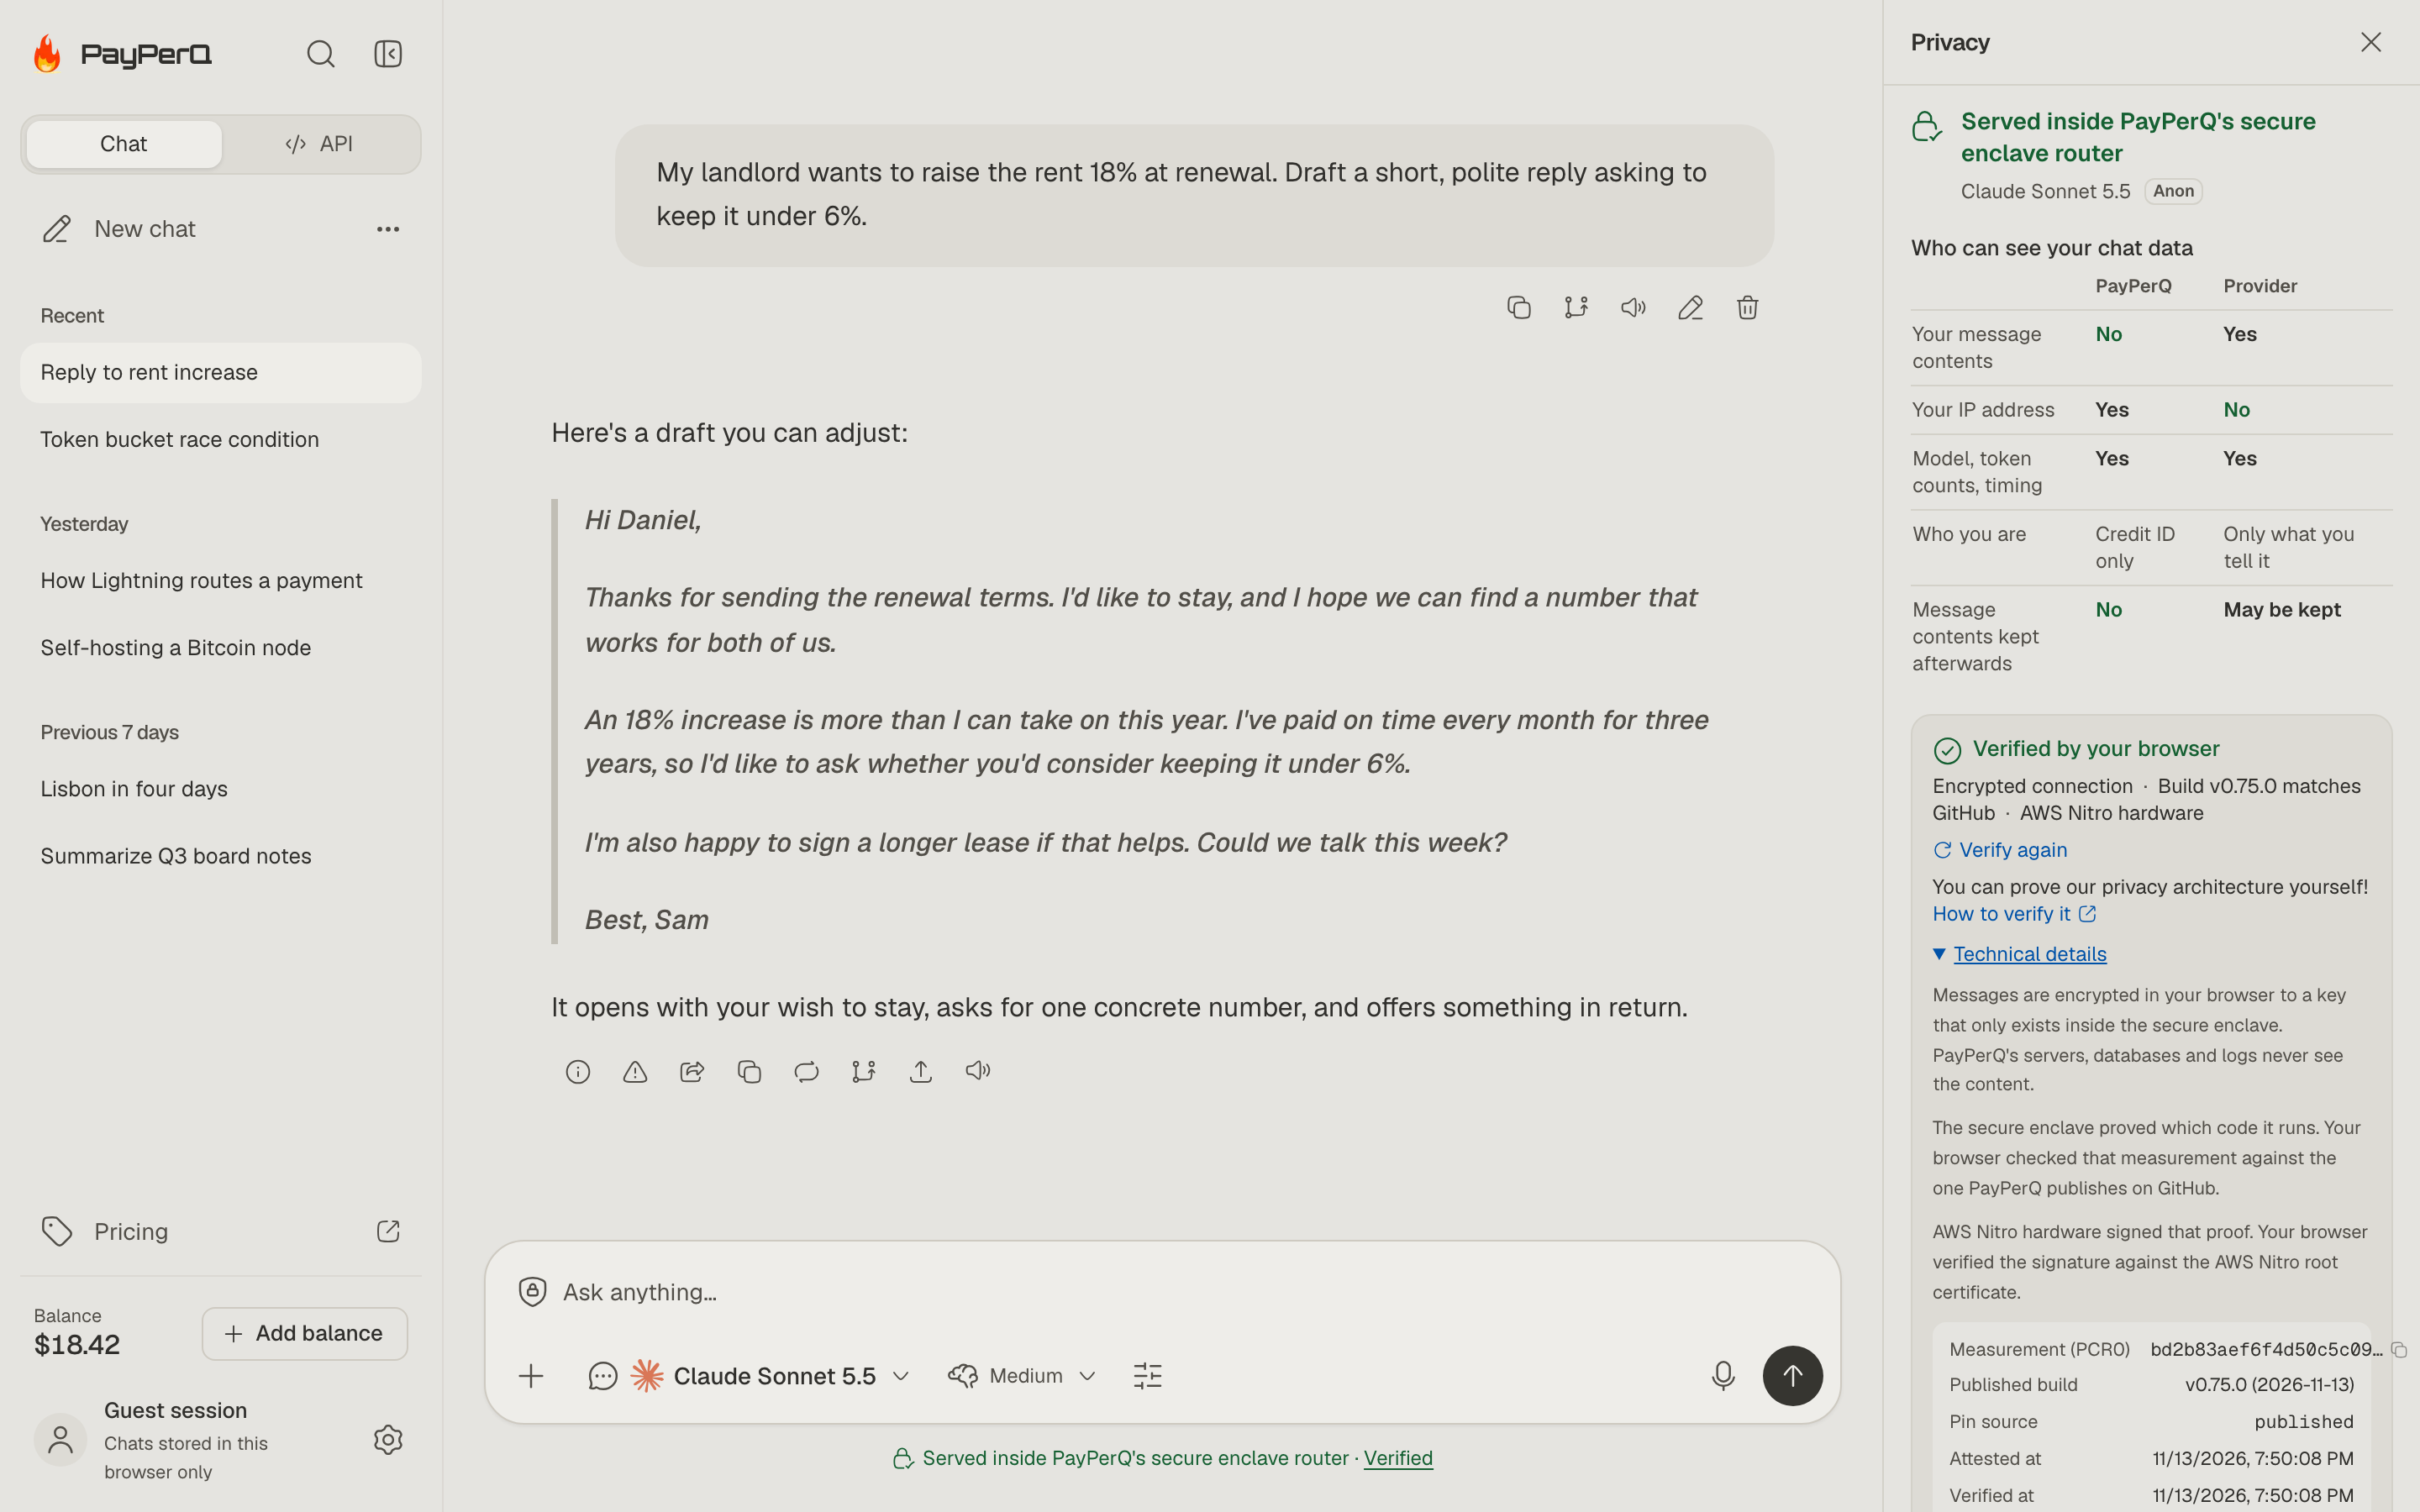 PayPerQ
Chat
API
New chat
Recent
Reply to rent increase
Token bucket race condition
Yesterday
How Lightning routes a payment
Self-hosting a Bitcoin node
Previous 7 days
Lisbon in four days
Summarize Q3 board notes
Pricing
Balance
$18.42
Add balance
Guest session
Chats stored in this
browser only
My landlord wants to raise the rent 18% at renewal. Draft a short, polite reply asking to
keep it under 6%.
Here's a draft you can adjust:
Hi Daniel,
Thanks for sending the renewal terms. I'd like to stay, and I hope we can find a number that
works for both of us.
An 18% increase is more than I can take on this year. I've paid on time every month for three
years, so I'd like to ask whether you'd consider keeping it under 6%.
I'm also happy to sign a longer lease if that helps. Could we talk this week?
Best, Sam
It opens with your wish to stay, asks for one concrete number, and offers something in return.
Ask anything...
Claude Sonnet 5.5
Medium
Served inside PayPerQ's secure enclave router · Verified
Privacy
Served inside PayPerQ's secure
enclave router
Claude Sonnet 5.5 Anon
Who can see your chat data
PayPerQ Provider
Your message No Yes
contents
Your IP address Yes No
Model, token Yes Yes
counts, timing
Who you are Credit ID Only what you
only tell it
Message No May be kept
contents kept
afterwards
Verified by your browser
Encrypted connection · Build v0.75.0 matches
GitHub · AWS Nitro hardware
Verify again
You can prove our privacy architecture yourself!
How to verify it
Technical details
Messages are encrypted in your browser to a key
that only exists inside the secure enclave.
PayPerQ's servers, databases and logs never see
the content.
The secure enclave proved which code it runs. Your
browser checked that measurement against the
one PayPerQ publishes on GitHub.
AWS Nitro hardware signed that proof. Your browser
verified the signature against the AWS Nitro root
certificate.
Measurement (PCR0) bd2b83aef6f4d50c5c09…
Published build v0.75.0 (2026-11-13)
Pin source published
Attested at 11/13/2026, 7:50:08 PM
Verified at 11/13/2026, 7:50:08 PM